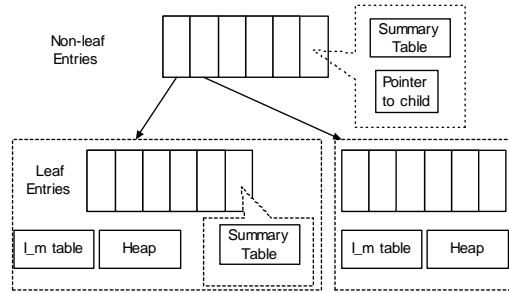 Non-leaf
Entries
Summary
Table
Pointer
to child
Leaf
Entries
I_m table
Heap
Summary
Table
I_m table
Heap